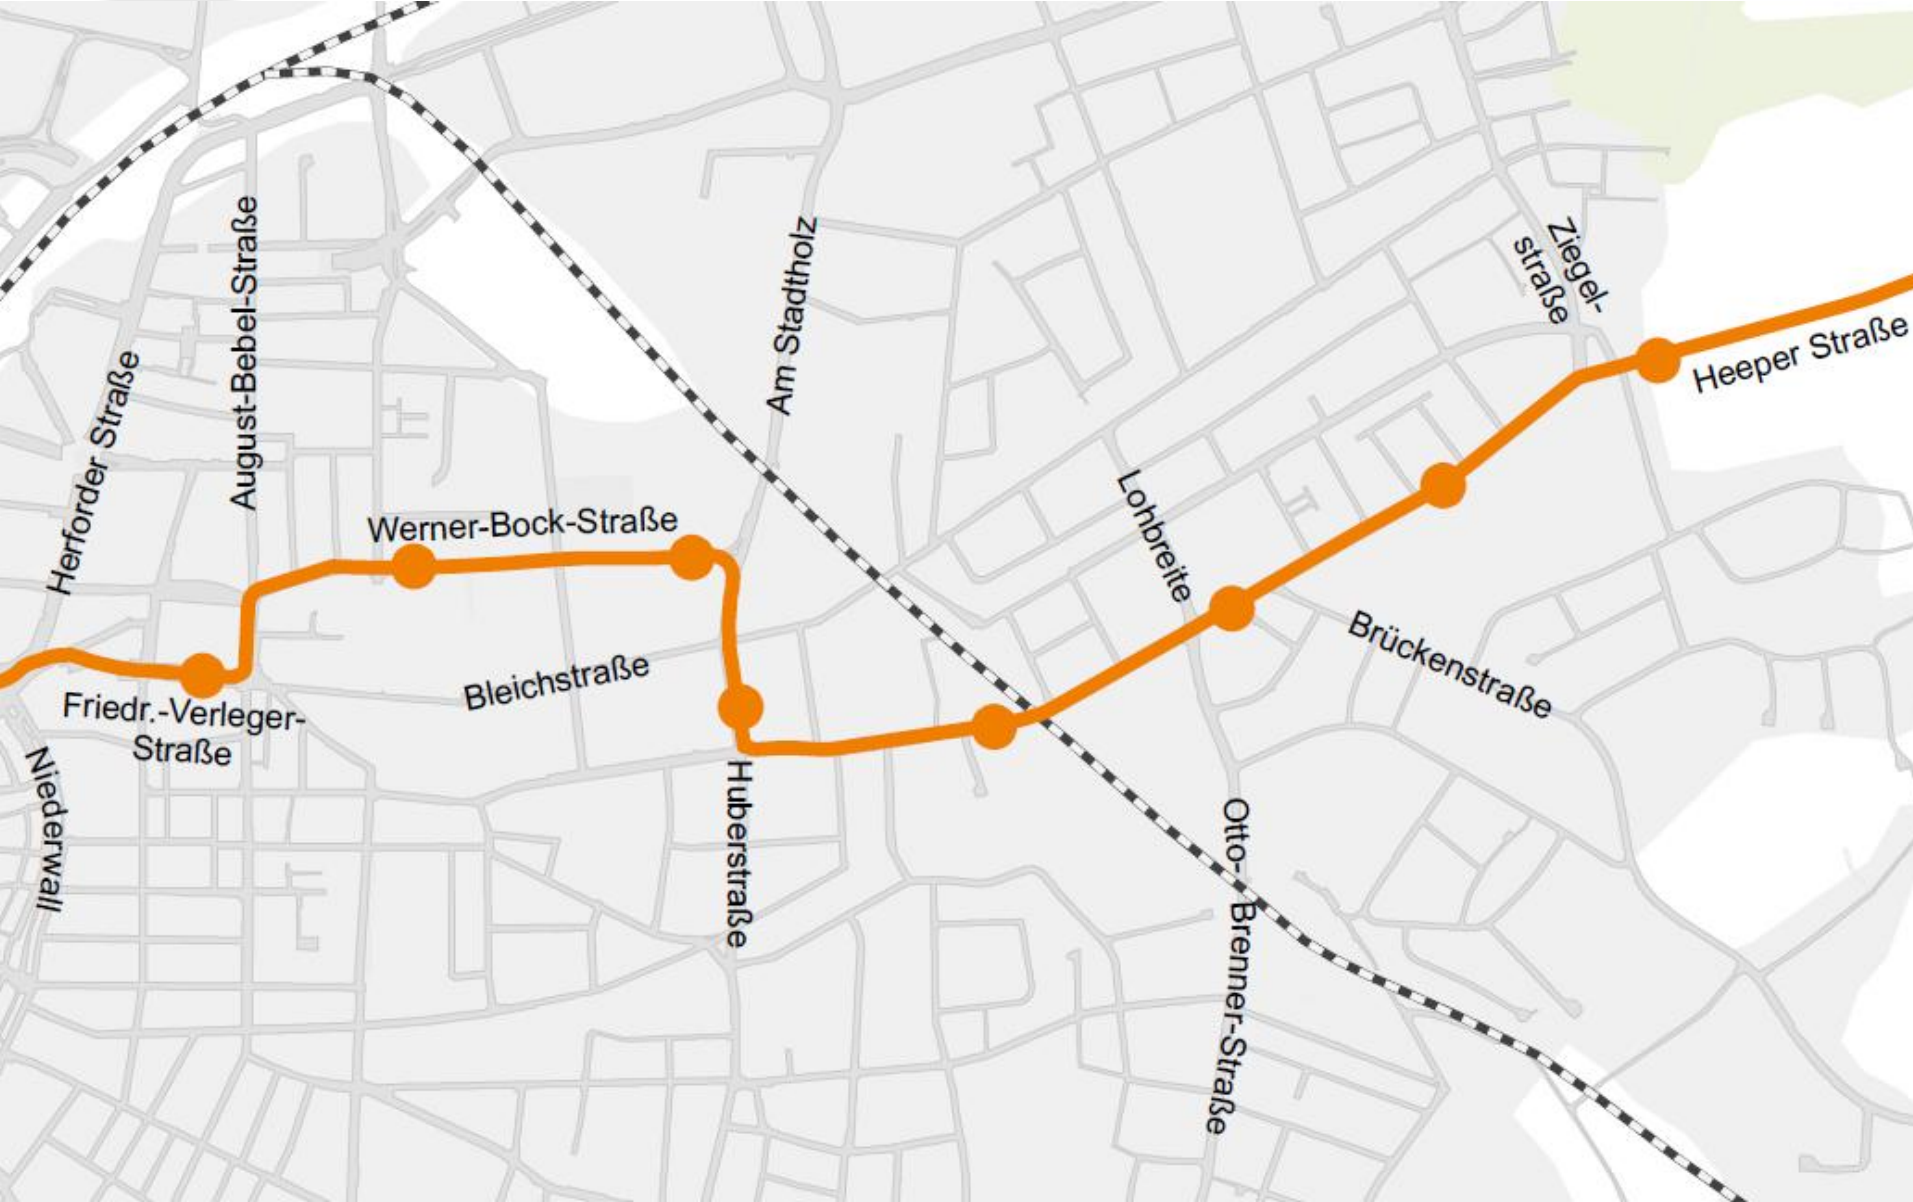 Ziegel-
straße
Am Stadtholz
August-Bebel-Straße
Heeper Straße
Herforder Straße
Lohbreite
Werner-Bock-Straße
Brückenstraße
Bleichstraße
Friedr.-Verleger-
Straße
Niederwall
Huberstraße
Otto-Brenner-Straße